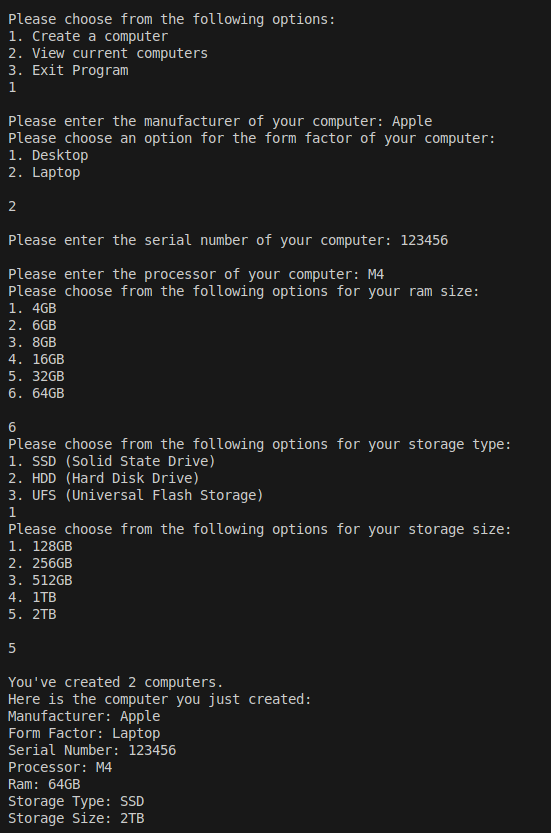 Please choose from the following options:
1. Create a computer
2. View current computers
3. Exit Program
1
Please enter the manufacturer of your computer: Apple
Please choose an option for the form factor of your computer:
1. Desktop
2. Laptop
2
Please enter the serial number of your computer: 123456
Please enter the processor of your computer: M4
Please choose from the following options for your ram size:
1. 4GB
2. 6GB
3. 8GB
4. 16GB
5. 32GB
6. 64GB
6
Please choose from the following options for your storage type:
1. SSD (Solid State Drive)
2. HDD (Hard Disk Drive)
3. UFS (Universal Flash Storage)
1
Please choose from the following options for your storage size:
1. 128GB
2. 256GB
3. 512GB
4. 1TB
5. 2TB
5
You've created 2 computers.
Here is the computer you just created:
Manufacturer: Apple
Form Factor: Laptop
Serial Number: 123456
Processor: M4
Ram: 64GB
Storage Type: SSD
Storage Size: 2TB